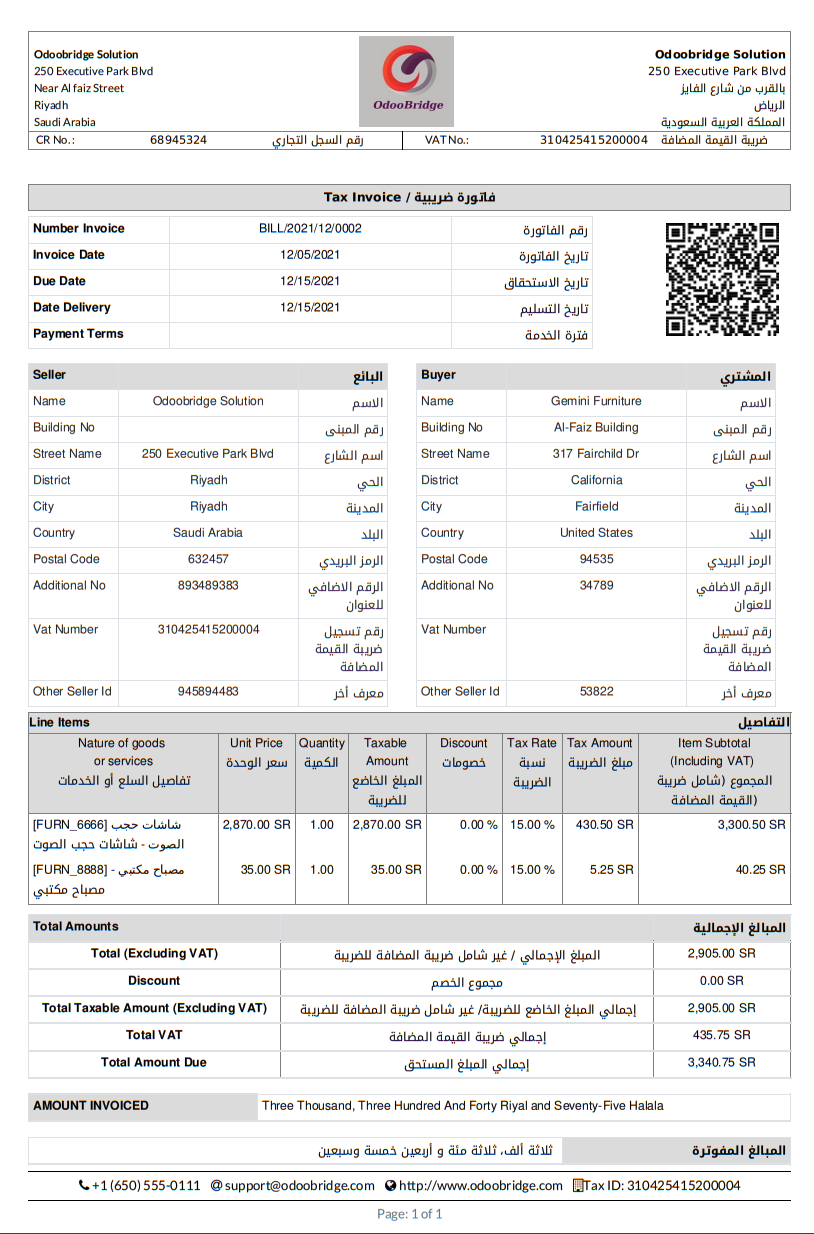 Odoobridge Solution
250 Executive Park Blvd
Near Al faiz Street
Riyadh
Saudi Arabia
OdooBridge
Odoobridge Solution
250 Executive Park Blvd
بالقرب من شارع الفايز
الرياض
المملكة العربية السعودية
CR No.: 68945324 رقم السجل التجاري VAT No.: 310425415200004 ضريبة القيمة المضافة
Tax Invoice / فاتورة ضريبية
Number Invoice BILL/2021/12/0002 رقم الفاتورة
Invoice Date 12/05/2021 تاريخ الفاتورة
Due Date 12/15/2021 تاريخ الاستحقاق
Date Delivery 12/15/2021 تاريخ التسليم
Payment Terms فترة الخدمة
Seller البائع
Name Odoobridge Solution الاسم
Building No رقم المبنى
Street Name 250 Executive Park Blvd اسم الشارع
District Riyadh الحي
City Riyadh المدينة
Country Saudi Arabia البلد
Postal Code 632457 الرمز البريدي
Additional No 893489383 الرقم الاضافي
للعنوان
Vat Number 310425415200004 رقم تسجيل
ضريبة القيمة
المضافة
Other Seller Id 945894483 معرف أخر
Buyer المشتري
Name Gemini Furniture الاسم
Building No Al-Faiz Building رقم المبنى
Street Name 317 Fairchild Dr اسم الشارع
District California الحي
City Fairfield المدينة
Country United States البلد
Postal Code 94535 الرمز البريدي
Additional No 34789 الرقم الاضافي
للعنوان
Vat Number رقم تسجيل
ضريبة القيمة
المضافة
Other Seller Id 53822 معرف أخر
Line Items التفاصيل
Nature of goods
or services
تفاصيل السلع أو الخدمات
Unit Price
سعر الوحدة
Quantity
الكمية
Taxable
Amount
المبلغ الخاضع
للضريبة
Discount
خصومات
Tax Rate
نسبة
الضريبة
Tax Amount
مبلغ الضريبة
Item Subtotal
(Including VAT)
المجموع (شامل ضريبة
القيمة المضافة)
[FURN_6666] شاشات حجب 2,870.00 SR 1.00 2,870.00 SR 0.00 % 15.00 % 430.50 SR 3,300.50 SR
الصوت - شاشات حجب الصوت
[FURN_8888] مصباح مكتبي - 35.00 SR 1.00 35.00 SR 0.00 % 15.00 % 5.25 SR 40.25 SR
مصباح مكتبي
Total Amounts المبالغ الإجمالية
Total (Excluding VAT) المبلغ الإجمالي / غير شامل ضريبة المضافة للضريبة 2,905.00 SR
Discount مجموع الخصم 0.00 SR
Total Taxable Amount (Excluding VAT) إجمالي المبلغ الخاضع للضريبة/ غير شامل ضريبة المضافة للضريبة 2,905.00 SR
Total VAT إجمالي ضريبة القيمة المضافة 435.75 SR
Total Amount Due إجمالي المبلغ المستحق 3,340.75 SR
AMOUNT INVOICED Three Thousand, Three Hundred And Forty Riyal and Seventy-Five Halala
المبالغ المفوترة ثلاثة ألف، ثلاثة مئة و أربعين خمسة وسبعين
+1 (650) 555-0111 support@odoobridge.com http://www.odoobridge.com Tax ID: 310425415200004
Page: 1 of 1